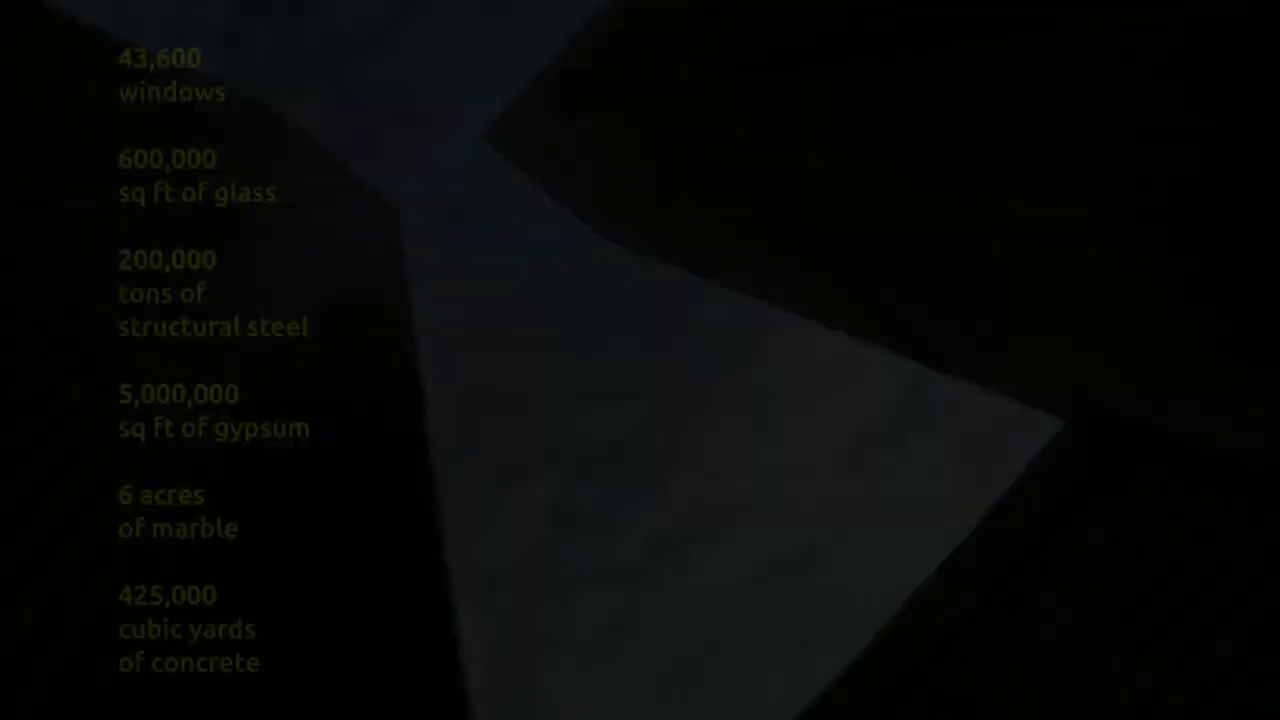 43,600
windows
600,000
sq ft of glass
200,000
tons of
structural steel
5,000,000
sq ft of gypsum
6 acres
of marble
425,000
cubic yards
of concrete